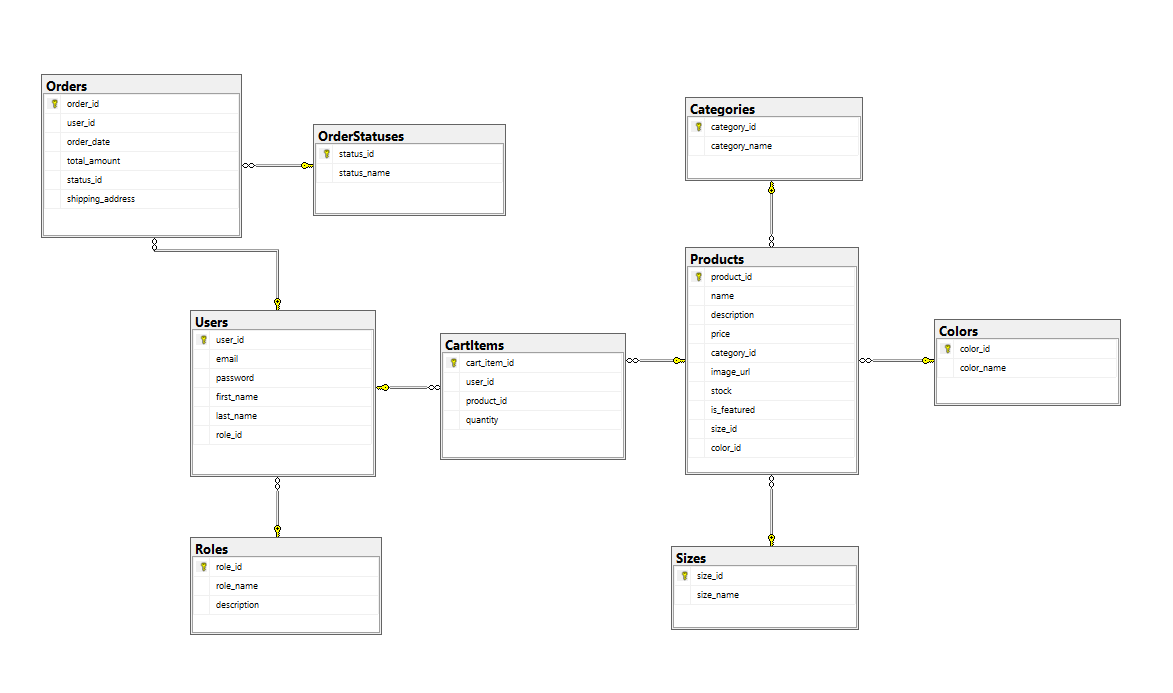 Orders
order_id
user_id
order_date
total_amount
status_id
shipping_address
OrderStatuses
status_id
status_name
Categories
category_id
category_name
Products
product_id
name
description
price
category_id
image_url
stock
is_featured
size_id
color_id
Colors
color_id
color_name
Users
user_id
email
password
first_name
last_name
role_id
CartItems
cart_item_id
user_id
product_id
quantity
Roles
role_id
role_name
description
Sizes
size_id
size_name